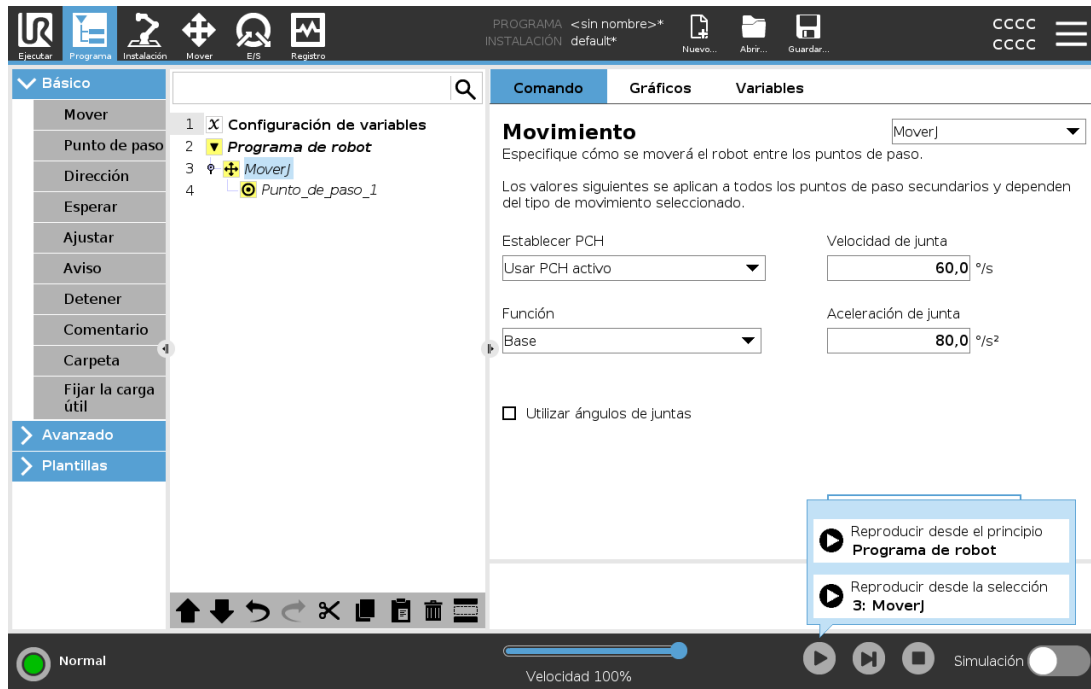 PROGRAMA <sin nombre>*
INSTALACIÓN default*
CCCC
CCCC
Ejecutar Programa Instalación Mover E/S Registro Nuevo... Abrir... Guardar...
Básico
Mover
Punto de paso
Dirección
Esperar
Ajustar
Aviso
Detener
Comentario
Carpeta
Fijar la carga
útil
Avanzado
Plantillas
1 X Configuración de variables
2 Programa de robot
3 MoverJ
4 Punto_de_paso_1
Comando Gráficos Variables
Movimiento MoverJ
Especifique cómo se moverá el robot entre los puntos de paso.
Los valores siguientes se aplican a todos los puntos de paso secundarios y dependen
del tipo de movimiento seleccionado.
Establecer PCH Velocidad de junta
Usar PCH activo 60,0 °/s
Función Aceleración de junta
Base 80,0 °/s²
Utilizar ángulos de juntas
Reproducir desde el principio
Programa de robot
Reproducir desde la selección
3: MoverJ
Normal
Velocidad 100%
Simulación